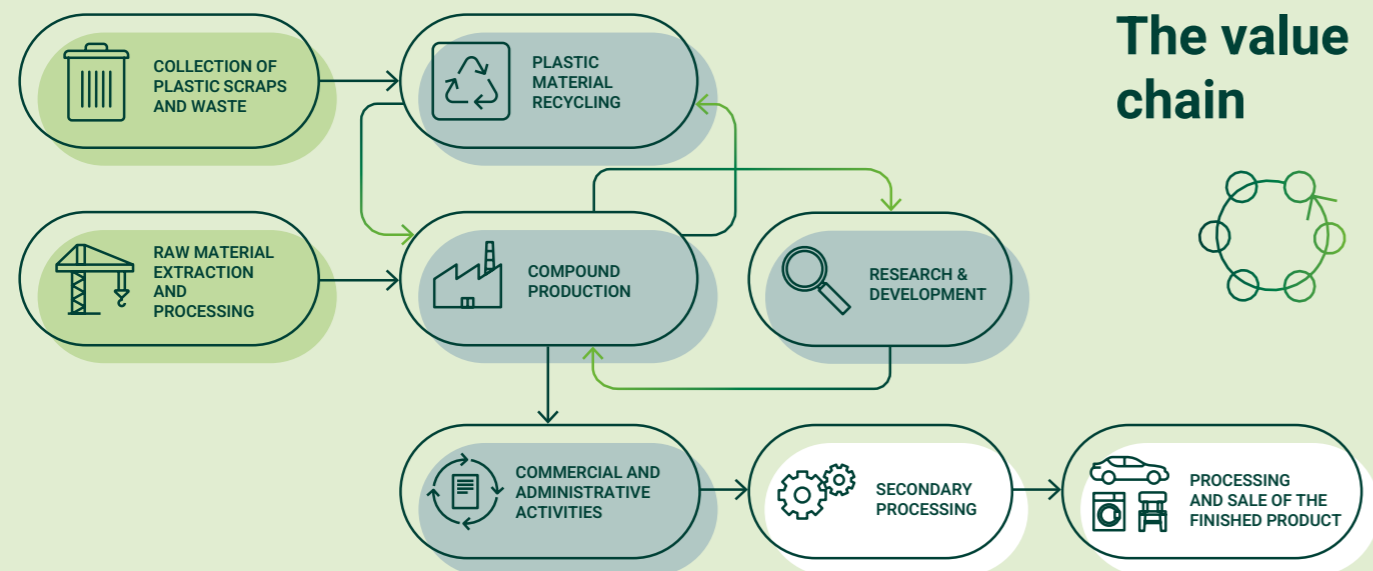 The value
chain
COLLECTION OF
PLASTIC SCRAPS
AND WASTE
PLASTIC
MATERIAL
RECYCLING
RAW MATERIAL
EXTRACTION
AND
PROCESSING
COMPOUND
PRODUCTION
RESEARCH &
DEVELOPMENT
COMMERCIAL AND
ADMINISTRATIVE
ACTIVITIES
SECONDARY
PROCESSING
PROCESSING
AND SALE OF THE
FINISHED PRODUCT